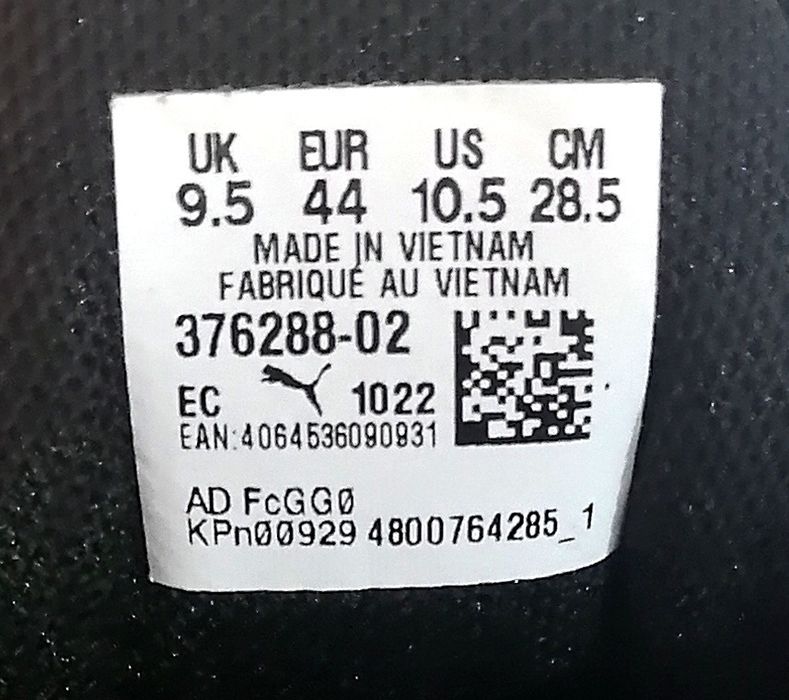 UK EUR US CM
9.5 44 10.5 28.5
MADE IN VIETNAM
FABRIQUÉ AU VIETNAM
376288-02
EC 1022
EAN:4064536090931
AD FcGG0
KPn00929 4800764285_1